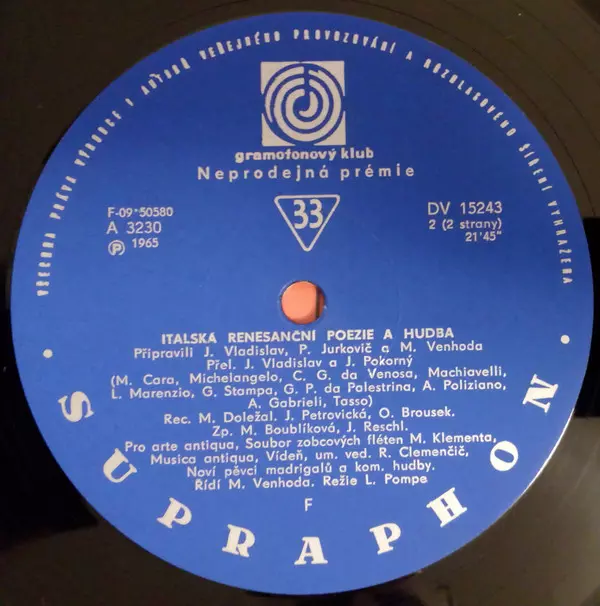 VŠECHNA PRÁVA VÝROBCE I AUTORŮ VEŘEJNÉHO PROVOZOVÁNÍ A ROZHLASOVÉHO ŠÍŘENÍ VYHRAŽENA
gramofonový klub
Neprodejná prémie
F-09*50580
A 3230
Ⓟ 1965
33
DV 15243
2 (2 strany)
21'45"
ITALSKÁ RENESANČNÍ POEZIE A HUDBA
Připravili J. Vladislav, P. Jurkovič a M. Venhoda
Přel. J. Vladislav a J. Pokorný
(M. Cara, Michelangelo, C. G. da Venosa, Machiavelli,
L. Marenzio, G. Stampa, G. P. da Palestrina, A. Poliziano,
A. Gabrieli, Tasso)
Rec. M. Doležal. J. Petrovická, O. Brousek.
Zp. M. Boublíková, J. Reschl.
Pro arte antiqua, Soubor zobcových fléten M. Klementa,
Musica antiqua, Vídeň, um. ved. R. Clemenčič,
Noví pěvci madrigalů a kom. hudby.
Řídí M. Venhoda. Režie L. Pompe
F
• SUPRAPHON •